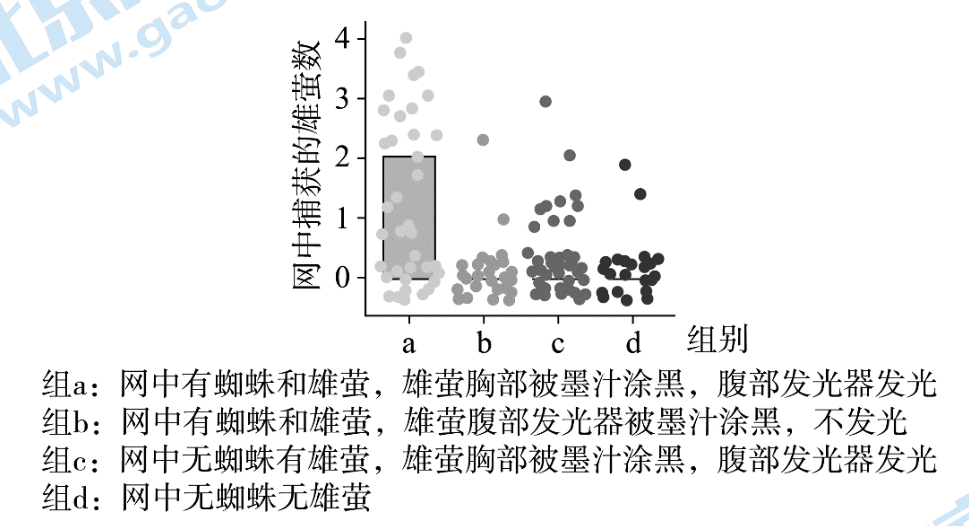 www.gao
网中捕获的雄萤数
4
3
2
1
0
a b c d 组别
组a：网中有蜘蛛和雄萤，雄萤胸部被墨汁涂黑，腹部发光器发光
组b：网中有蜘蛛和雄萤，雄萤腹部发光器被墨汁涂黑，不发光
组c：网中无蜘蛛有雄萤，雄萤胸部被墨汁涂黑，腹部发光器发光
组d：网中无蜘蛛无雄萤